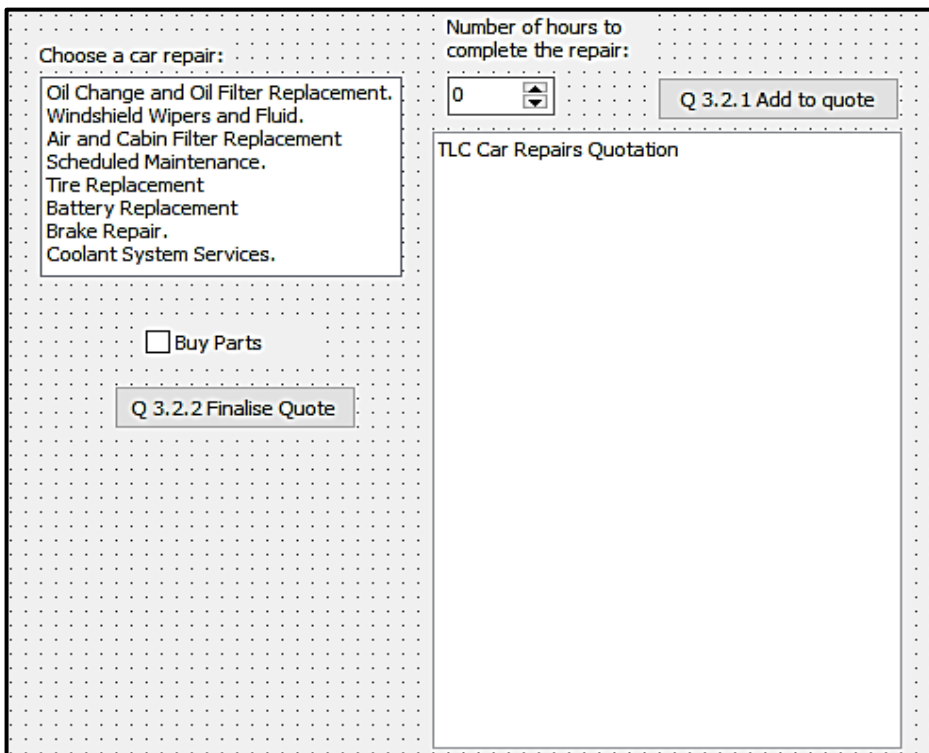 Choose a car repair:
Oil Change and Oil Filter Replacement.
Windshield Wipers and Fluid.
Air and Cabin Filter Replacement
Scheduled Maintenance.
Tire Replacement
Battery Replacement
Brake Repair.
Coolant System Services.
Buy Parts
Q 3.2.2 Finalise Quote
Number of hours to
complete the repair:
0
Q 3.2.1 Add to quote
TLC Car Repairs Quotation